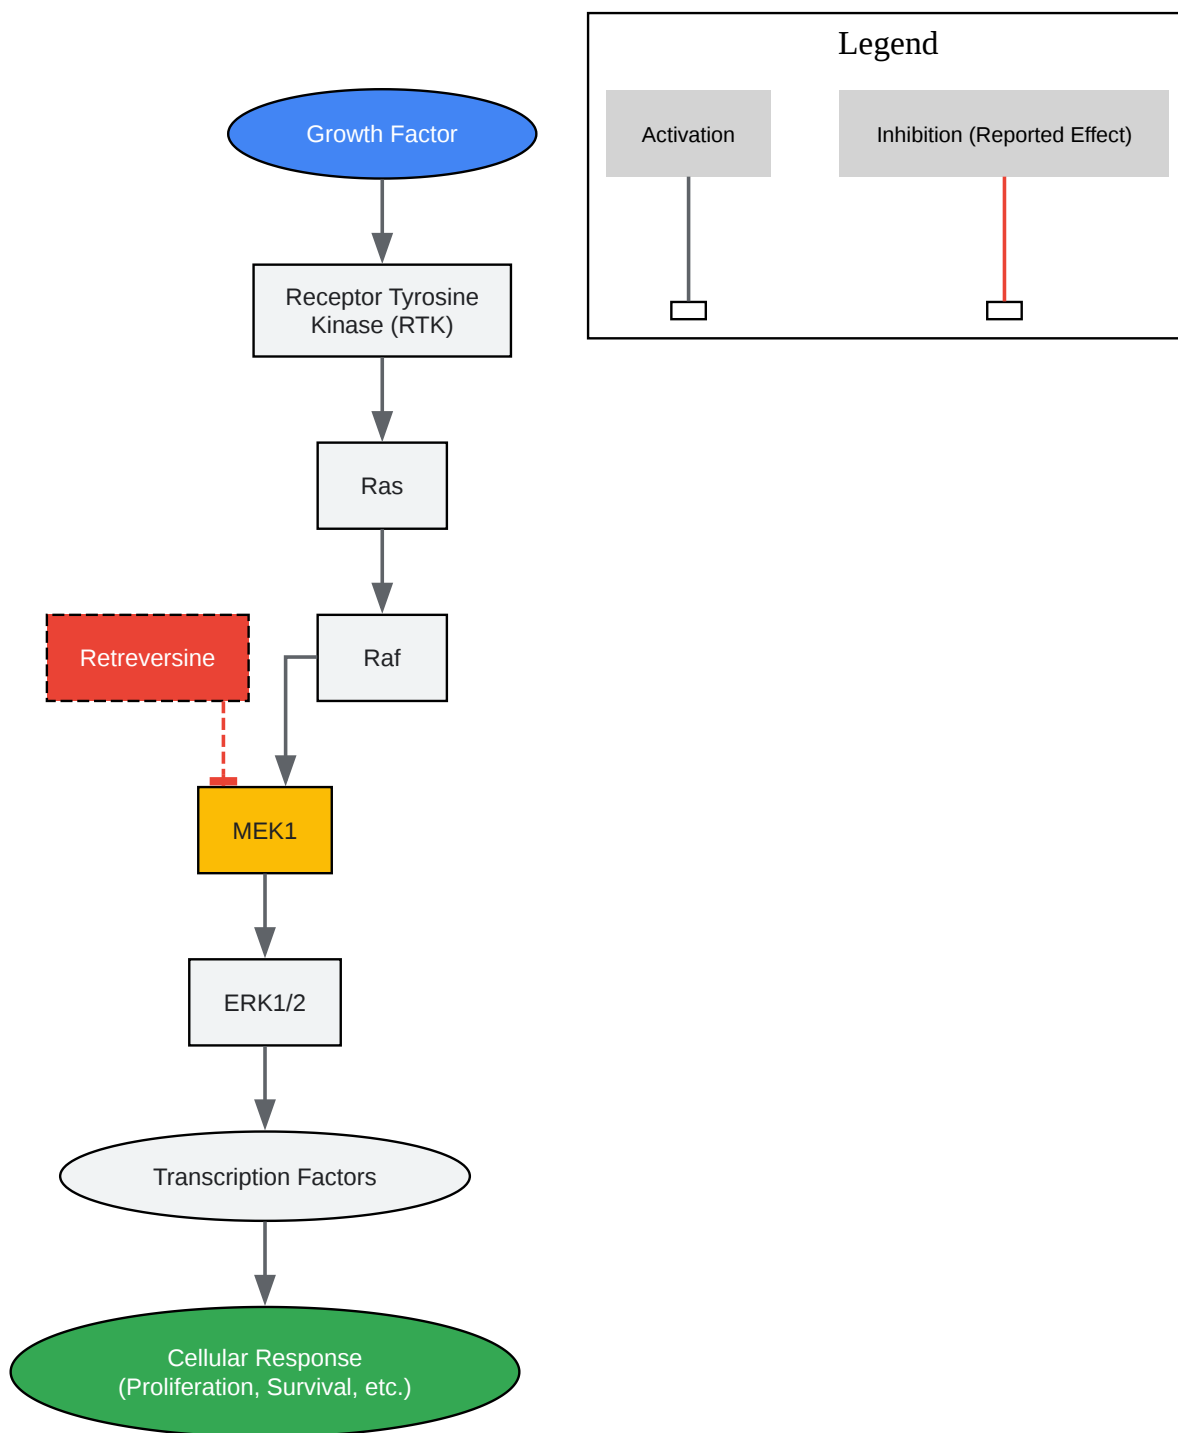 Legend
Activation
Inhibition (Reported Effect)
Growth Factor
Receptor Tyrosine
Kinase (RTK)
Ras
Retreversine
Raf
MEK1
ERK1/2
Transcription Factors
Cellular Response
(Proliferation, Survival, etc.)